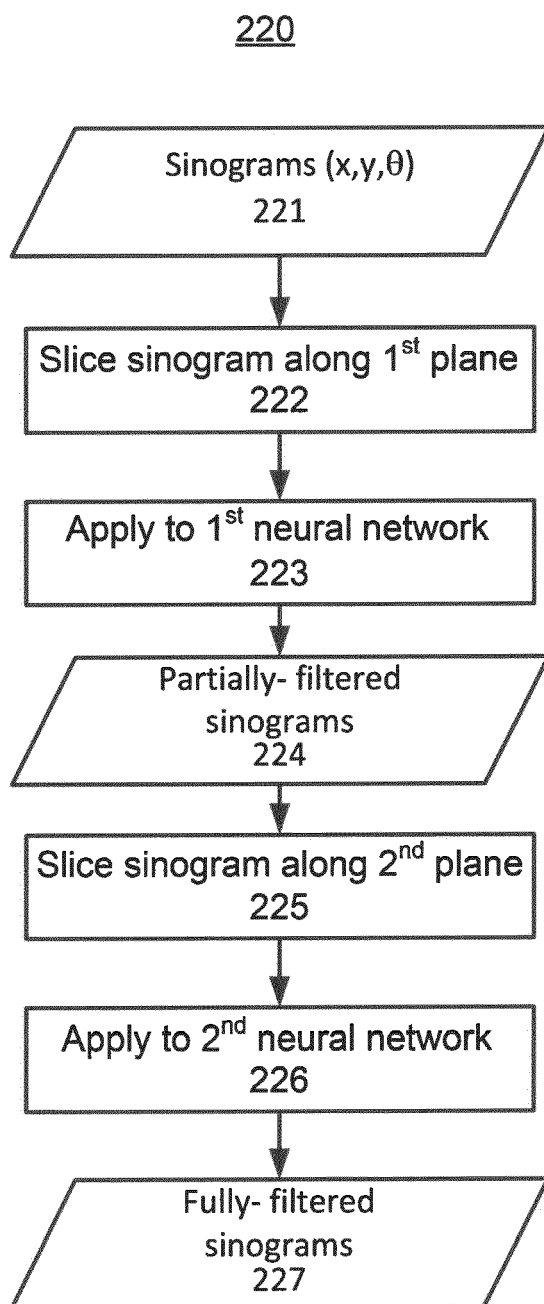 220
Sinograms (x,y,θ)
221
Slice sinogram along 1st plane
222
Apply to 1st neural network
223
Partially- filtered
sinograms
224
Slice sinogram along 2nd plane
225
Apply to 2nd neural network
226
Fully- filtered
sinograms
227